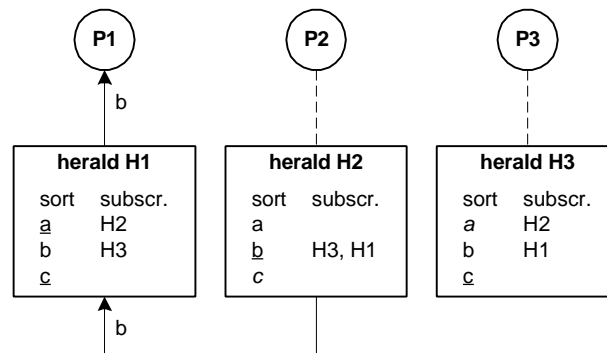 P1 P2 P3
b
herald H1 herald H2 herald H3
sort subscr. sort subscr. sort subscr.
a H2 a a H2
b H3 b H3, H1 b H1
c c c
b